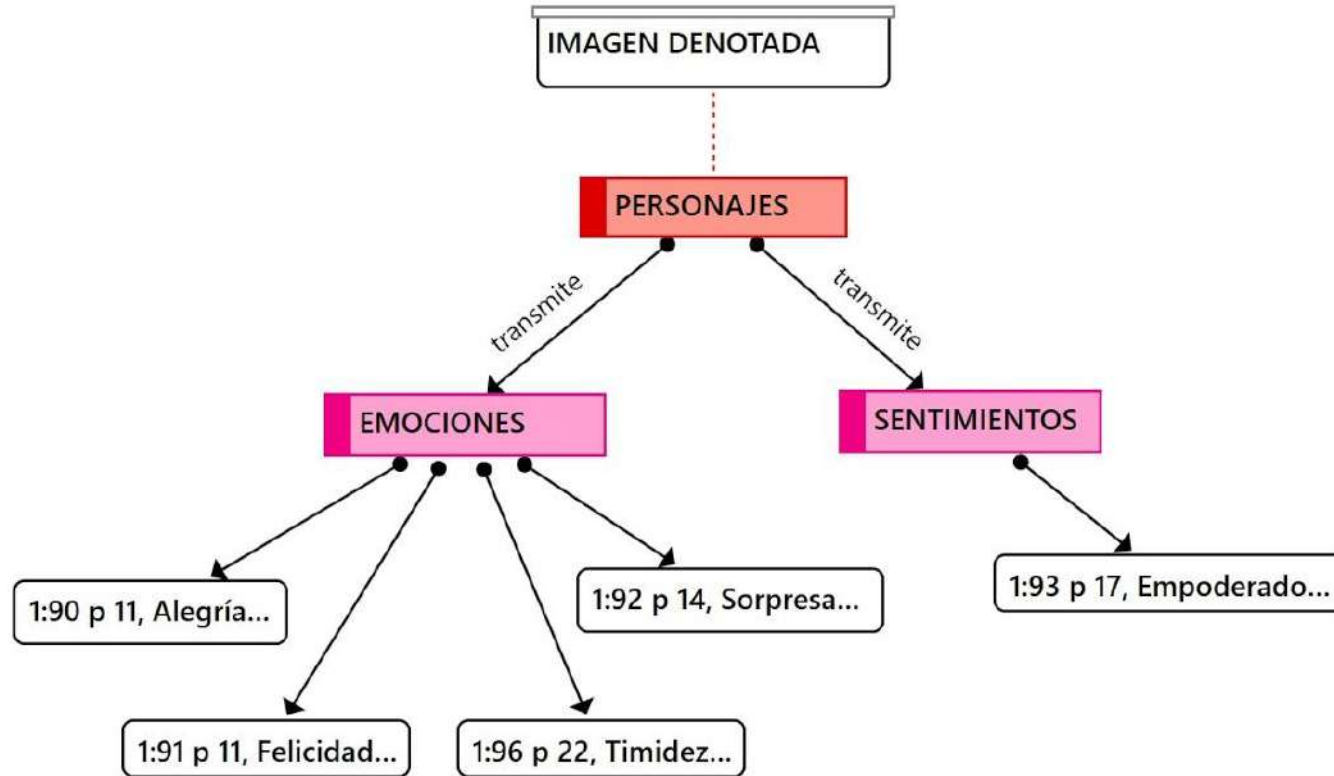 IMAGEN DENOTADA
PERSONAJES
transmite
transmite
EMOCIONES
SENTIMIENTOS
1:90 p 11, Alegría...
1:92 p 14, Sorpresa...
1:93 p 17, Empoderado...
1:91 p 11, Felicidad...
1:96 p 22, Timidez...